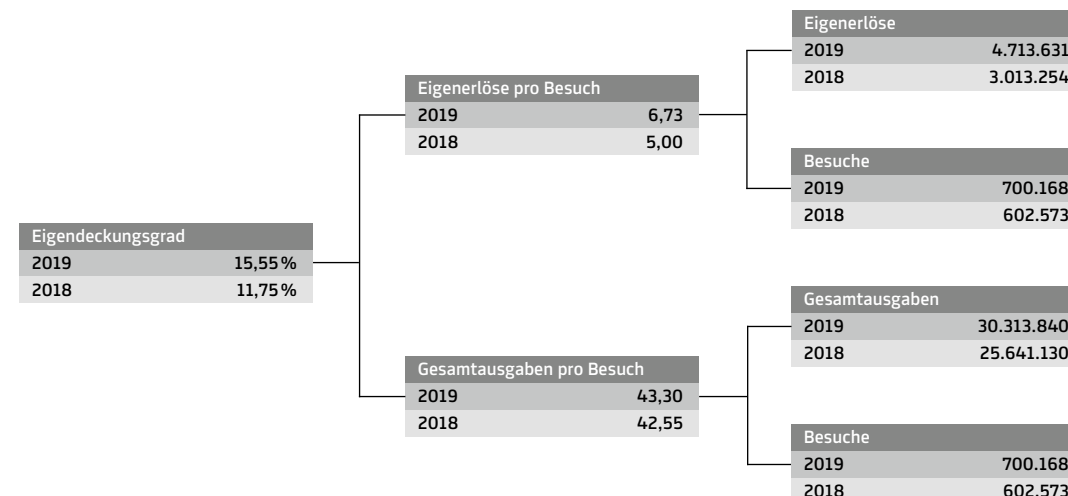 Eigenerlöse
2019 4.713.631
2018 3.013.254
Eigenerlöse pro Besuch
2019 6,73
2018 5,00
Besuche
2019 700.168
2018 602.573
Eigendeckungsgrad
2019 15,55 %
2018 11,75 %
Gesamtausgaben
2019 30.313.840
2018 25.641.130
Gesamtausgaben pro Besuch
2019 43,30
2018 42,55
Besuche
2019 700.168
2018 602.573